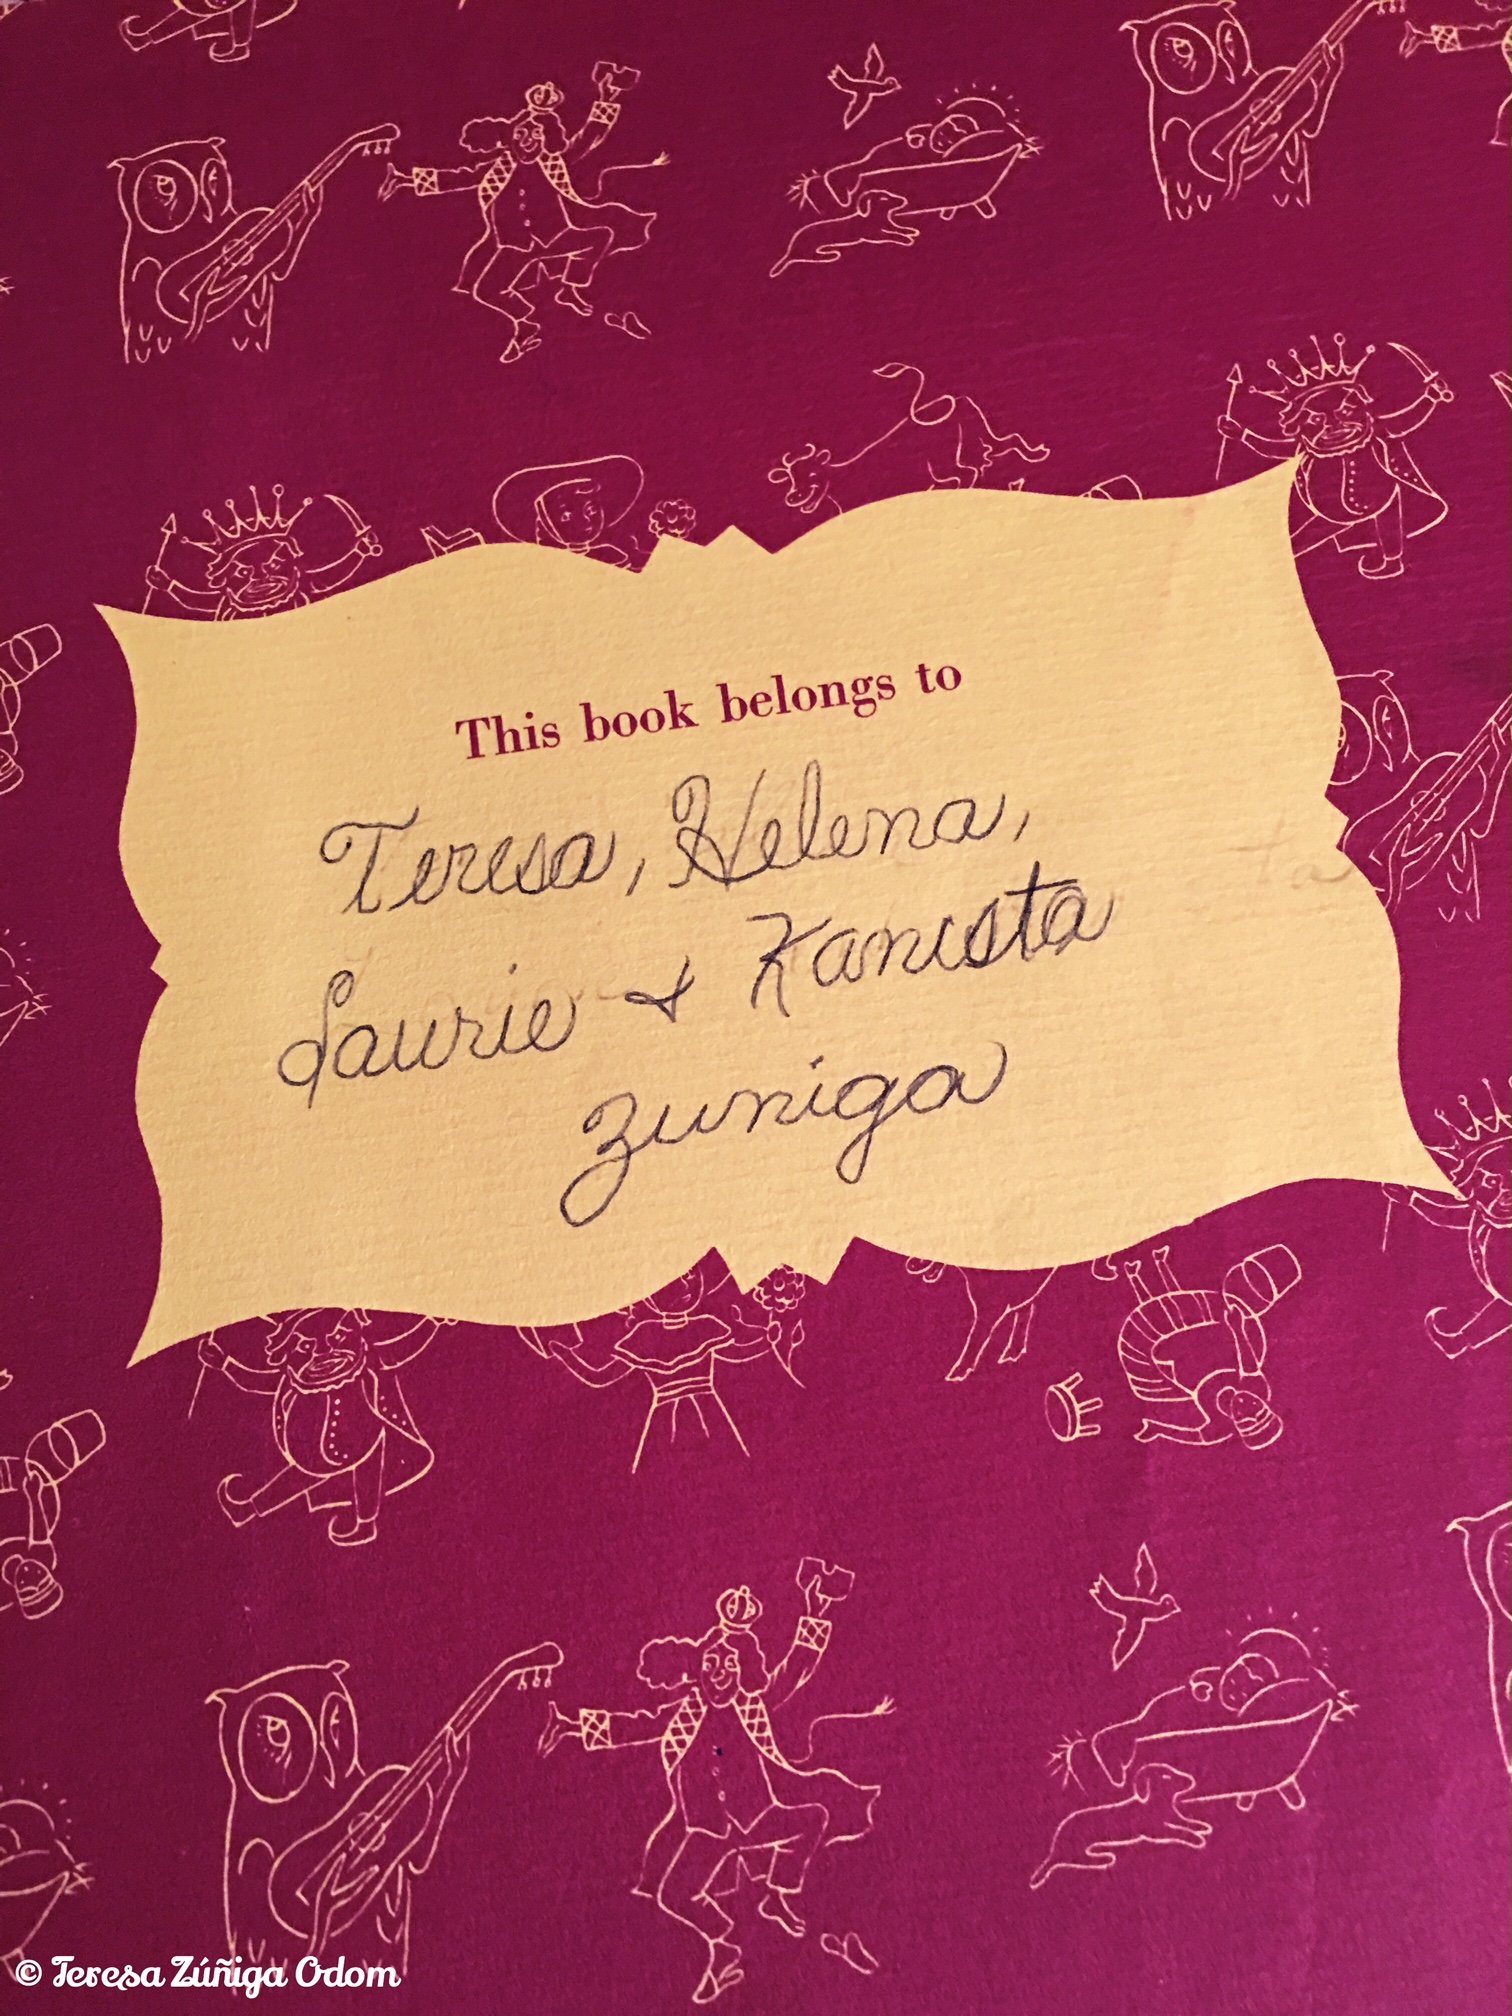 This book belongs to
Teresa, Helena,
Laurie & Kanista
Zuniga
© Teresa Zúñiga Odom